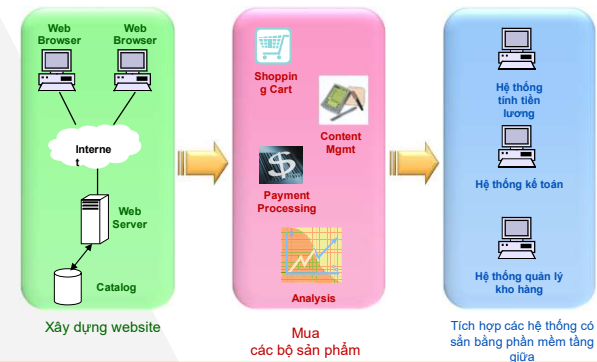 Web
Browser
Web
Browser
Interne
t
Web
Server
Catalog
Xây dựng website
Shoppin
g Cart
Content
Mgmt
Payment
Processing
Analysis
Mua
các bộ sản phẩm
Hệ thống
tính tiền
lương
Hệ thống kế toán
Hệ thống quản lý
kho hàng
Tích hợp các hệ thống có
sẳn bằng phần mềm tầng
giữa